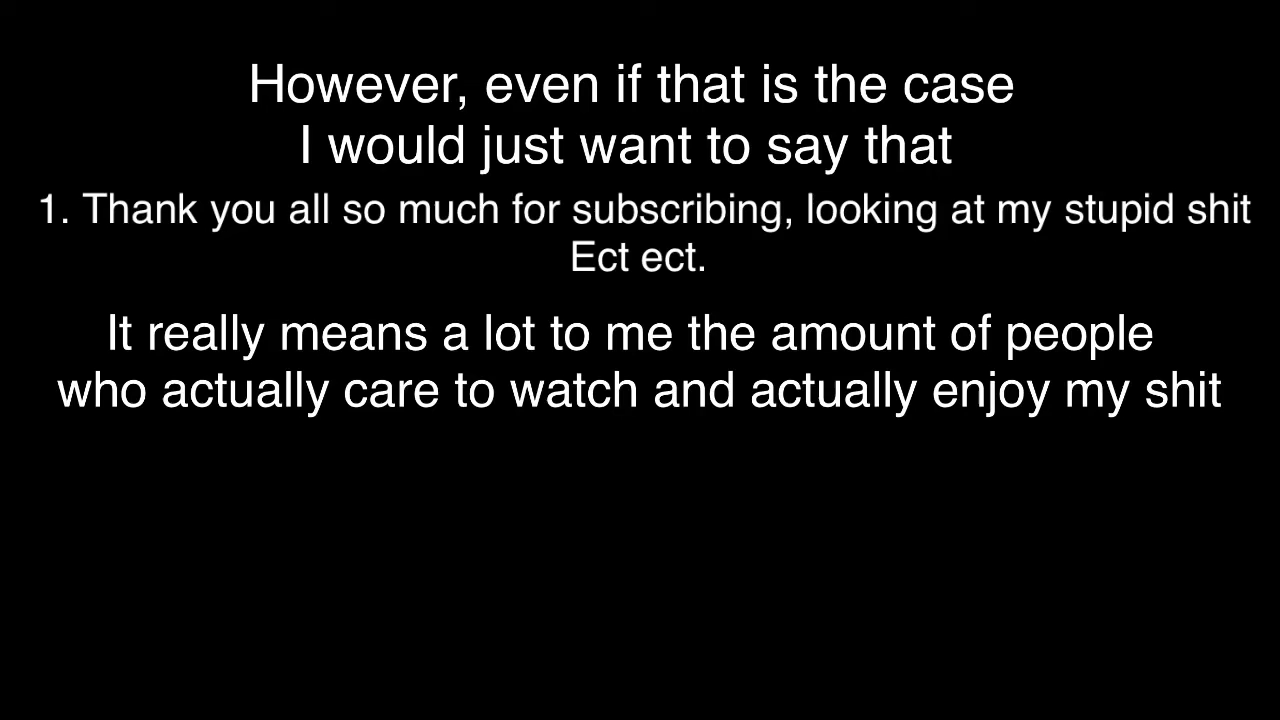 However, even if that is the case
I would just want to say that
1. Thank you all so much for subscribing, looking at my stupid shit
Ect ect.
It really means a lot to me the amount of people
who actually care to watch and actually enjoy my shit